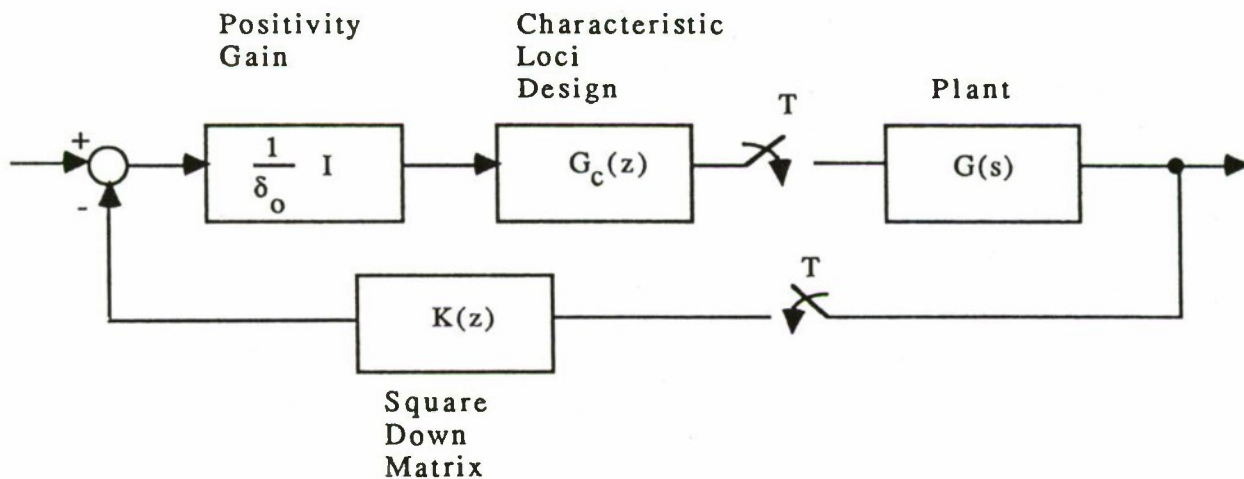 Positivity
Gain
Characteristic
Loci
Design
T
Plant
+
-
1
δo
I
Gc(z)
G(s)
T
K(z)
Square
Down
Matrix